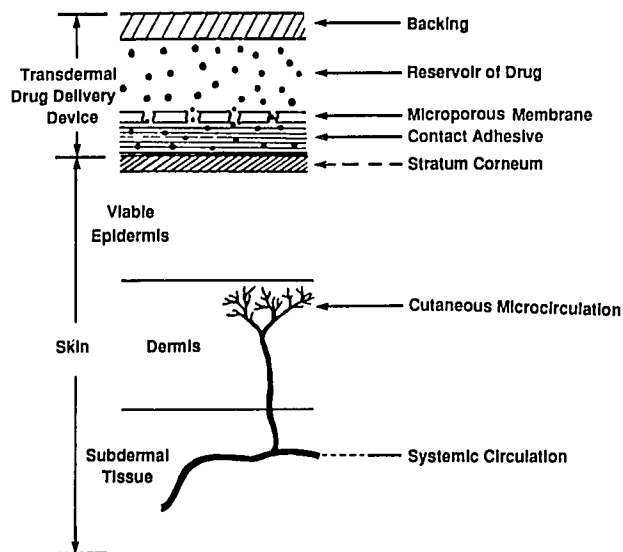 Backing
Reservoir of Drug
Transdermal
Drug Delivery
Device
Microporous Membrane
Contact Adhesive
Stratum Corneum
Viable
Epidermis
Cutaneous Microcirculation
Skin
Dermis
Subdermal
Tissue
Systemic Circulation